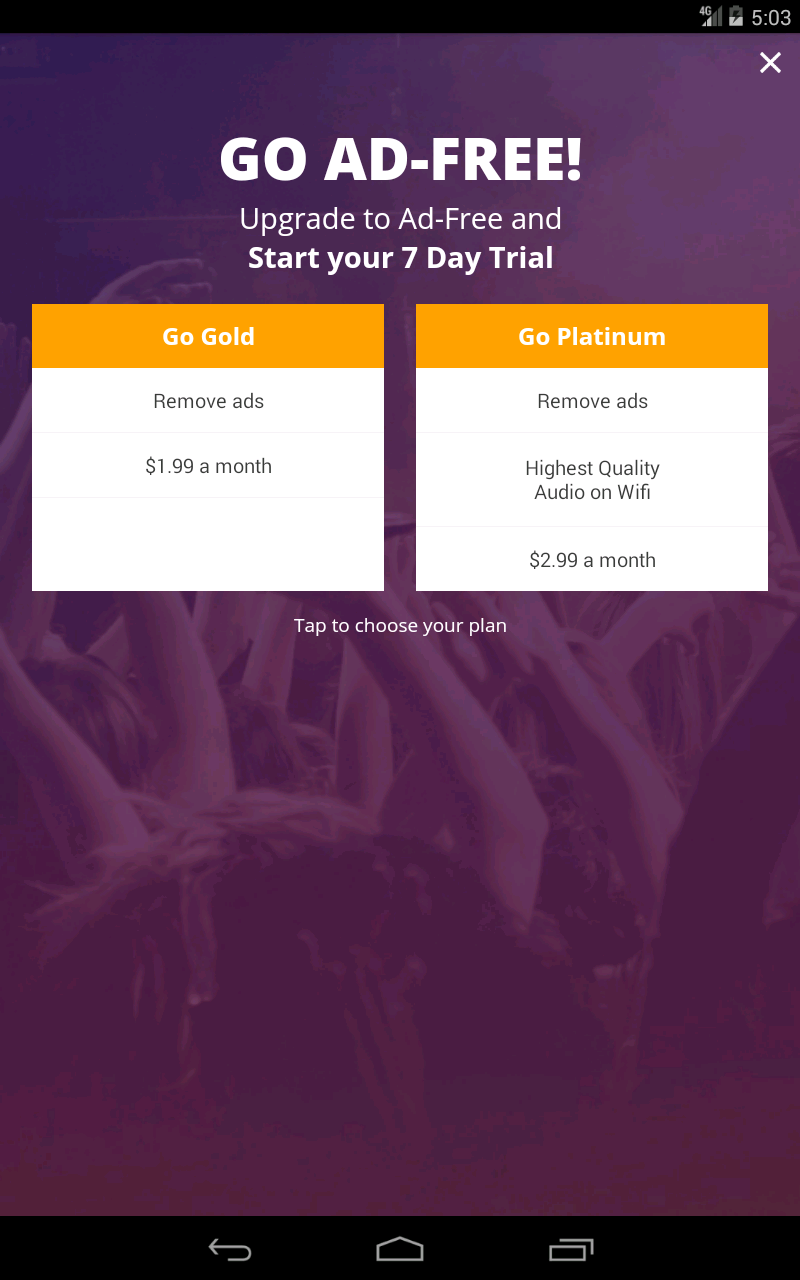 4G
5:03
GO AD-FREE!
Upgrade to Ad-Free and
Start your 7 Day Trial
Go Gold
Remove ads
$1.99 a month
Go Platinum
Remove ads
Highest Quality
Audio on Wifi
$2.99 a month
Tap to choose your plan